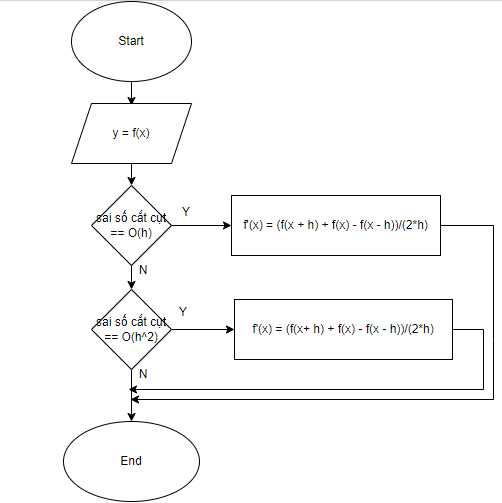 Start
y = f(x)
sai số cắt cụt
== O(h)
Y
f'(x) = (f(x + h) + f(x) - f(x - h))/(2*h)
N
sai số cắt cụt
== O(h^2)
Y
f'(x) = (f(x+ h) + f(x) - f(x - h))/(2*h)
N
End